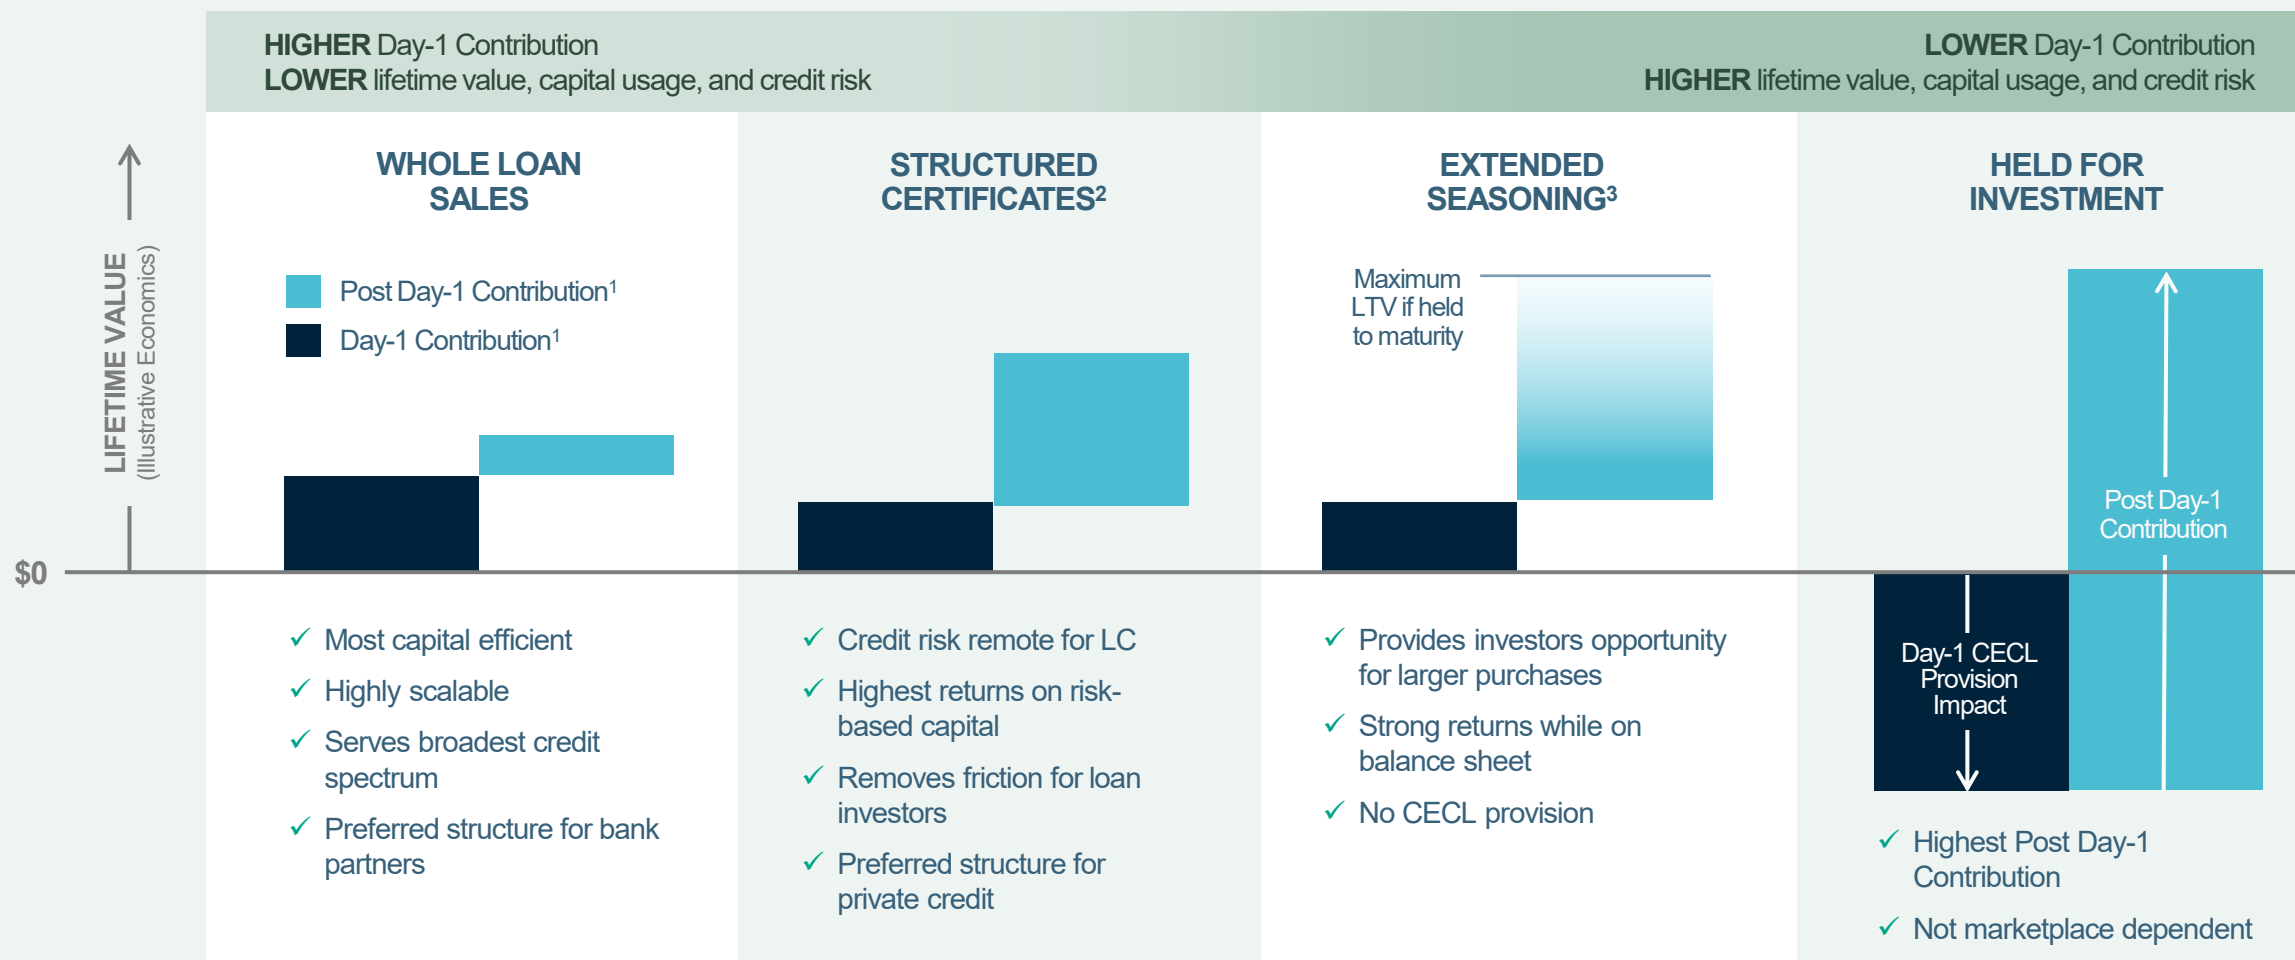 HIGHER Day-1 Contribution
LOWER lifetime value, capital usage, and credit risk
LOWER Day-1 Contribution
HIGHER lifetime value, capital usage, and credit risk
LIFETIME VALUE
(Illustrative Economics)
$0
WHOLE LOAN
SALES
Post Day-1 Contribution¹
Day-1 Contribution¹
✓ Most capital efficient
✓ Highly scalable
✓ Serves broadest credit
spectrum
✓ Preferred structure for bank
partners
STRUCTURED
CERTIFICATES²
✓ Credit risk remote for LC
✓ Highest returns on risk-
based capital
✓ Removes friction for loan
investors
✓ Preferred structure for
private credit
EXTENDED
SEASONING³
Maximum
LTV if held
to maturity
✓ Provides investors opportunity
for larger purchases
✓ Strong returns while on
balance sheet
✓ No CECL provision
HELD FOR
INVESTMENT
Post Day-1
Contribution
Day-1 CECL
Provision
Impact
✓ Highest Post Day-1
Contribution
✓ Not marketplace dependent